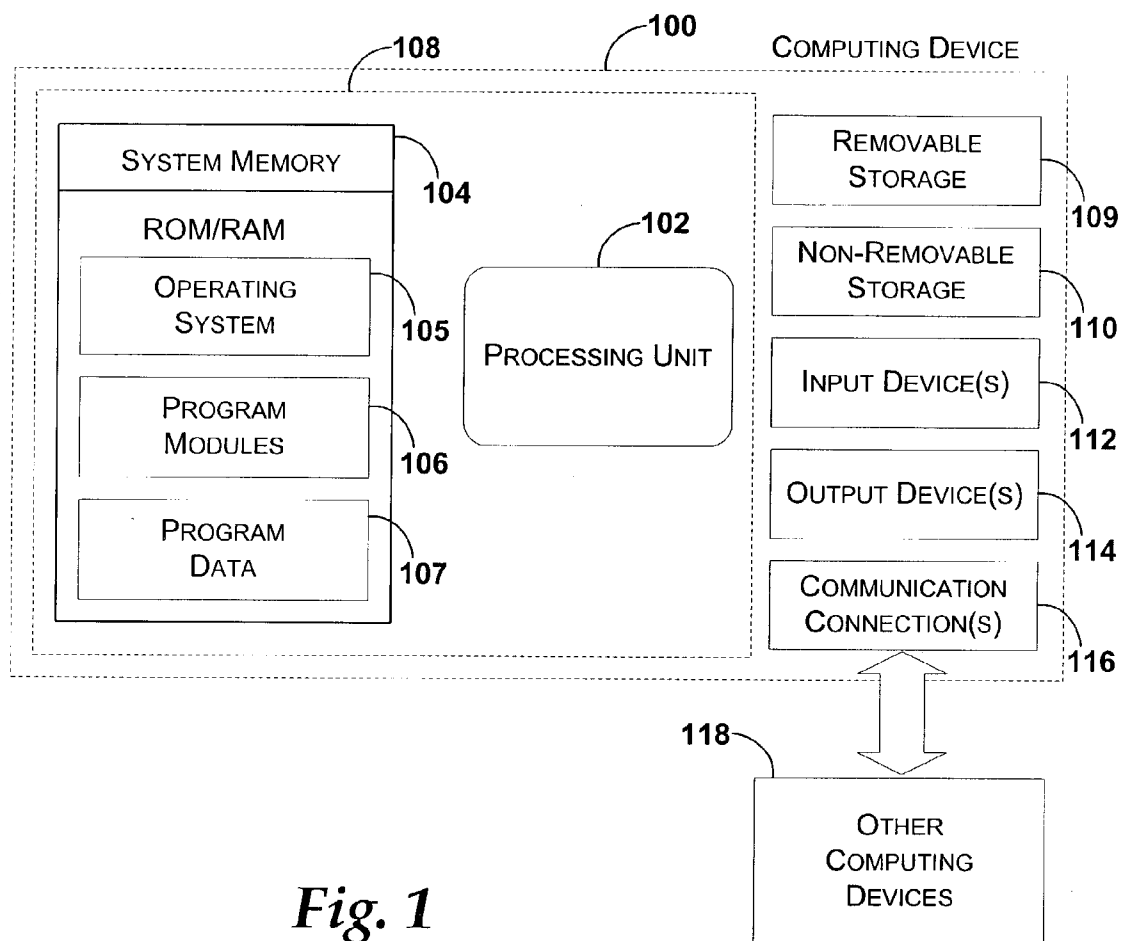 100
COMPUTING DEVICE
108
SYSTEM MEMORY
104
ROM/RAM
OPERATING
SYSTEM
105
PROGRAM
MODULES
106
PROGRAM
DATA
107
102
PROCESSING UNIT
REMOVABLE
STORAGE
109
NON-REMOVABLE
STORAGE
110
INPUT DEVICE(S)
112
OUTPUT DEVICE(S)
114
COMMUNICATION
CONNECTION(S)
116
118
OTHER
COMPUTING
DEVICES
Fig. 1